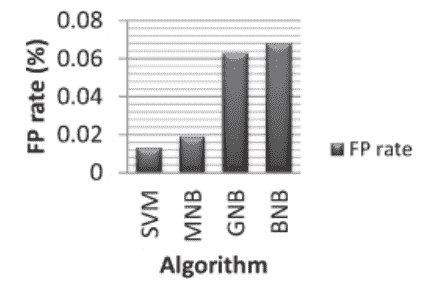 0.08
0.06
0.04
0.02
0
FP rate (%)
SVM
MNB
GNB
BNB
Algorithm
FP rate